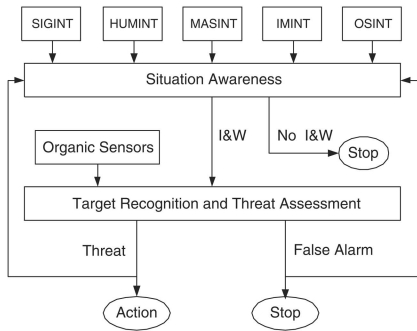 SIGINT
HUMINT
MASINT
IMINT
OSINT
Situation Awareness
I&W
No I&W
Organic Sensors
Stop
Target Recognition and Threat Assessment
Threat
False Alarm
Action
Stop